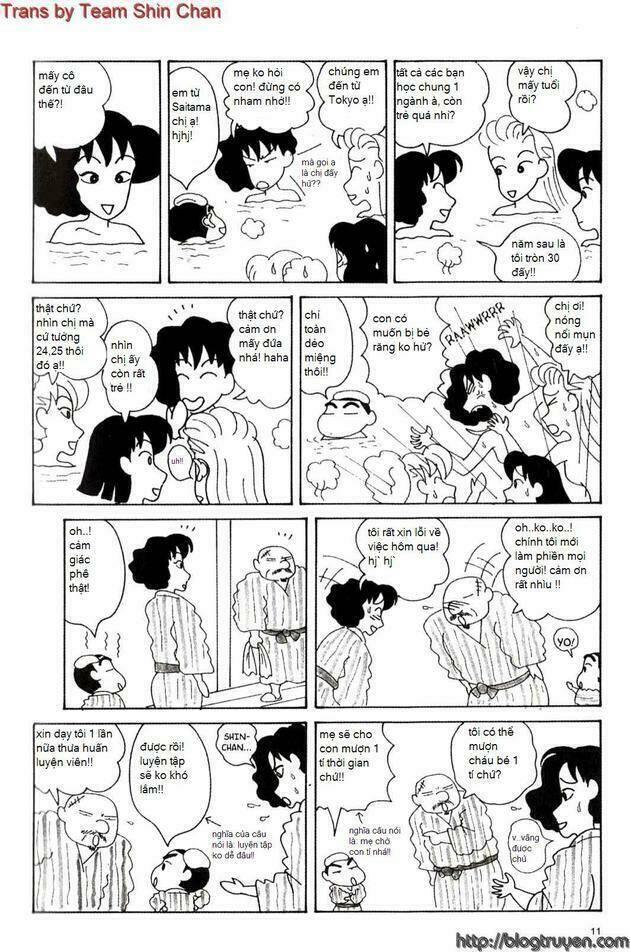 Trans by Team Shin Chan
mấy cô
đến từ đâu
thế?!
em từ
Saitama
chị ạ!
hjhj
mẹ ko hỏi
con! đừng có
nham nhở!!
mà gọi a
là chị đấy
hử??
chúng em
đến từ
Tokyo ạ!!
tất cả các bạn
học chung 1
ngành à, còn
trẻ quá nhỉ?
vậy chị
mấy tuổi
rồi?
năm sau là
tôi tròn 30
đấy!!
thật chứ?
nhìn chị mà
cứ tưởng
24,25 thôi
đó ạ!!
nhìn
chị ấy
còn rất
trẻ !!
thật chứ?
cảm ơn
mấy đứa
nhá! haha
uh!!
chỉ
toàn
dẻo
miệng
thôi!!
con có
muốn bị bẻ
răng ko hử?
RAAWWRRR
chị ơi!
nóng
nổi mụn
đấy ạ!!
oh..!
cảm
giác
phê
thật!
tôi rất xin lỗi về
việc hôm qua!
hj` hj`
oh..ko..ko..!
chính tôi mới
làm phiền mọi
người! cảm ơn
rất nhìu !!
YO!
xin dạy tôi 1 lần
nữa thưa huấn
luyện viên!!
được rồi!
luyện tập
sẽ ko khó
lắm!!
SHIN-
CHAN...
nghĩa của câu
nói là: luyện tập
ko dễ đâu!!
mẹ sẽ cho
con mượn 1
tí thời gian
chứ!!
nghĩa câu
nói là: mẹ chờ
con tí nhá!!
tôi có thể
mượn
cháu bé 1
tí chứ?
v..vâng
được
chứ
11
http://blogtruyen.com